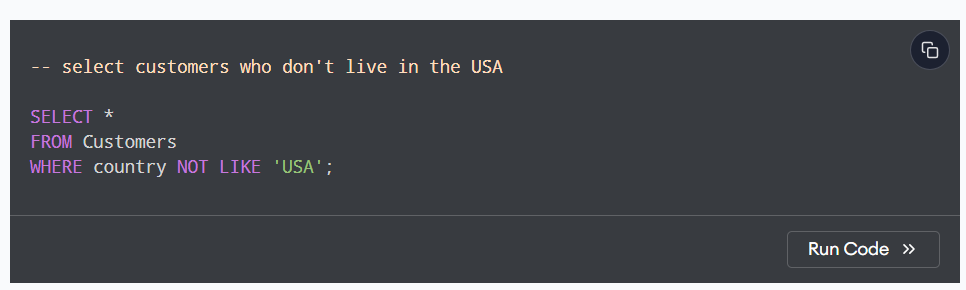 -- select customers who don't live in the USA
SELECT *
FROM Customers
WHERE country NOT LIKE 'USA';
Run Code »